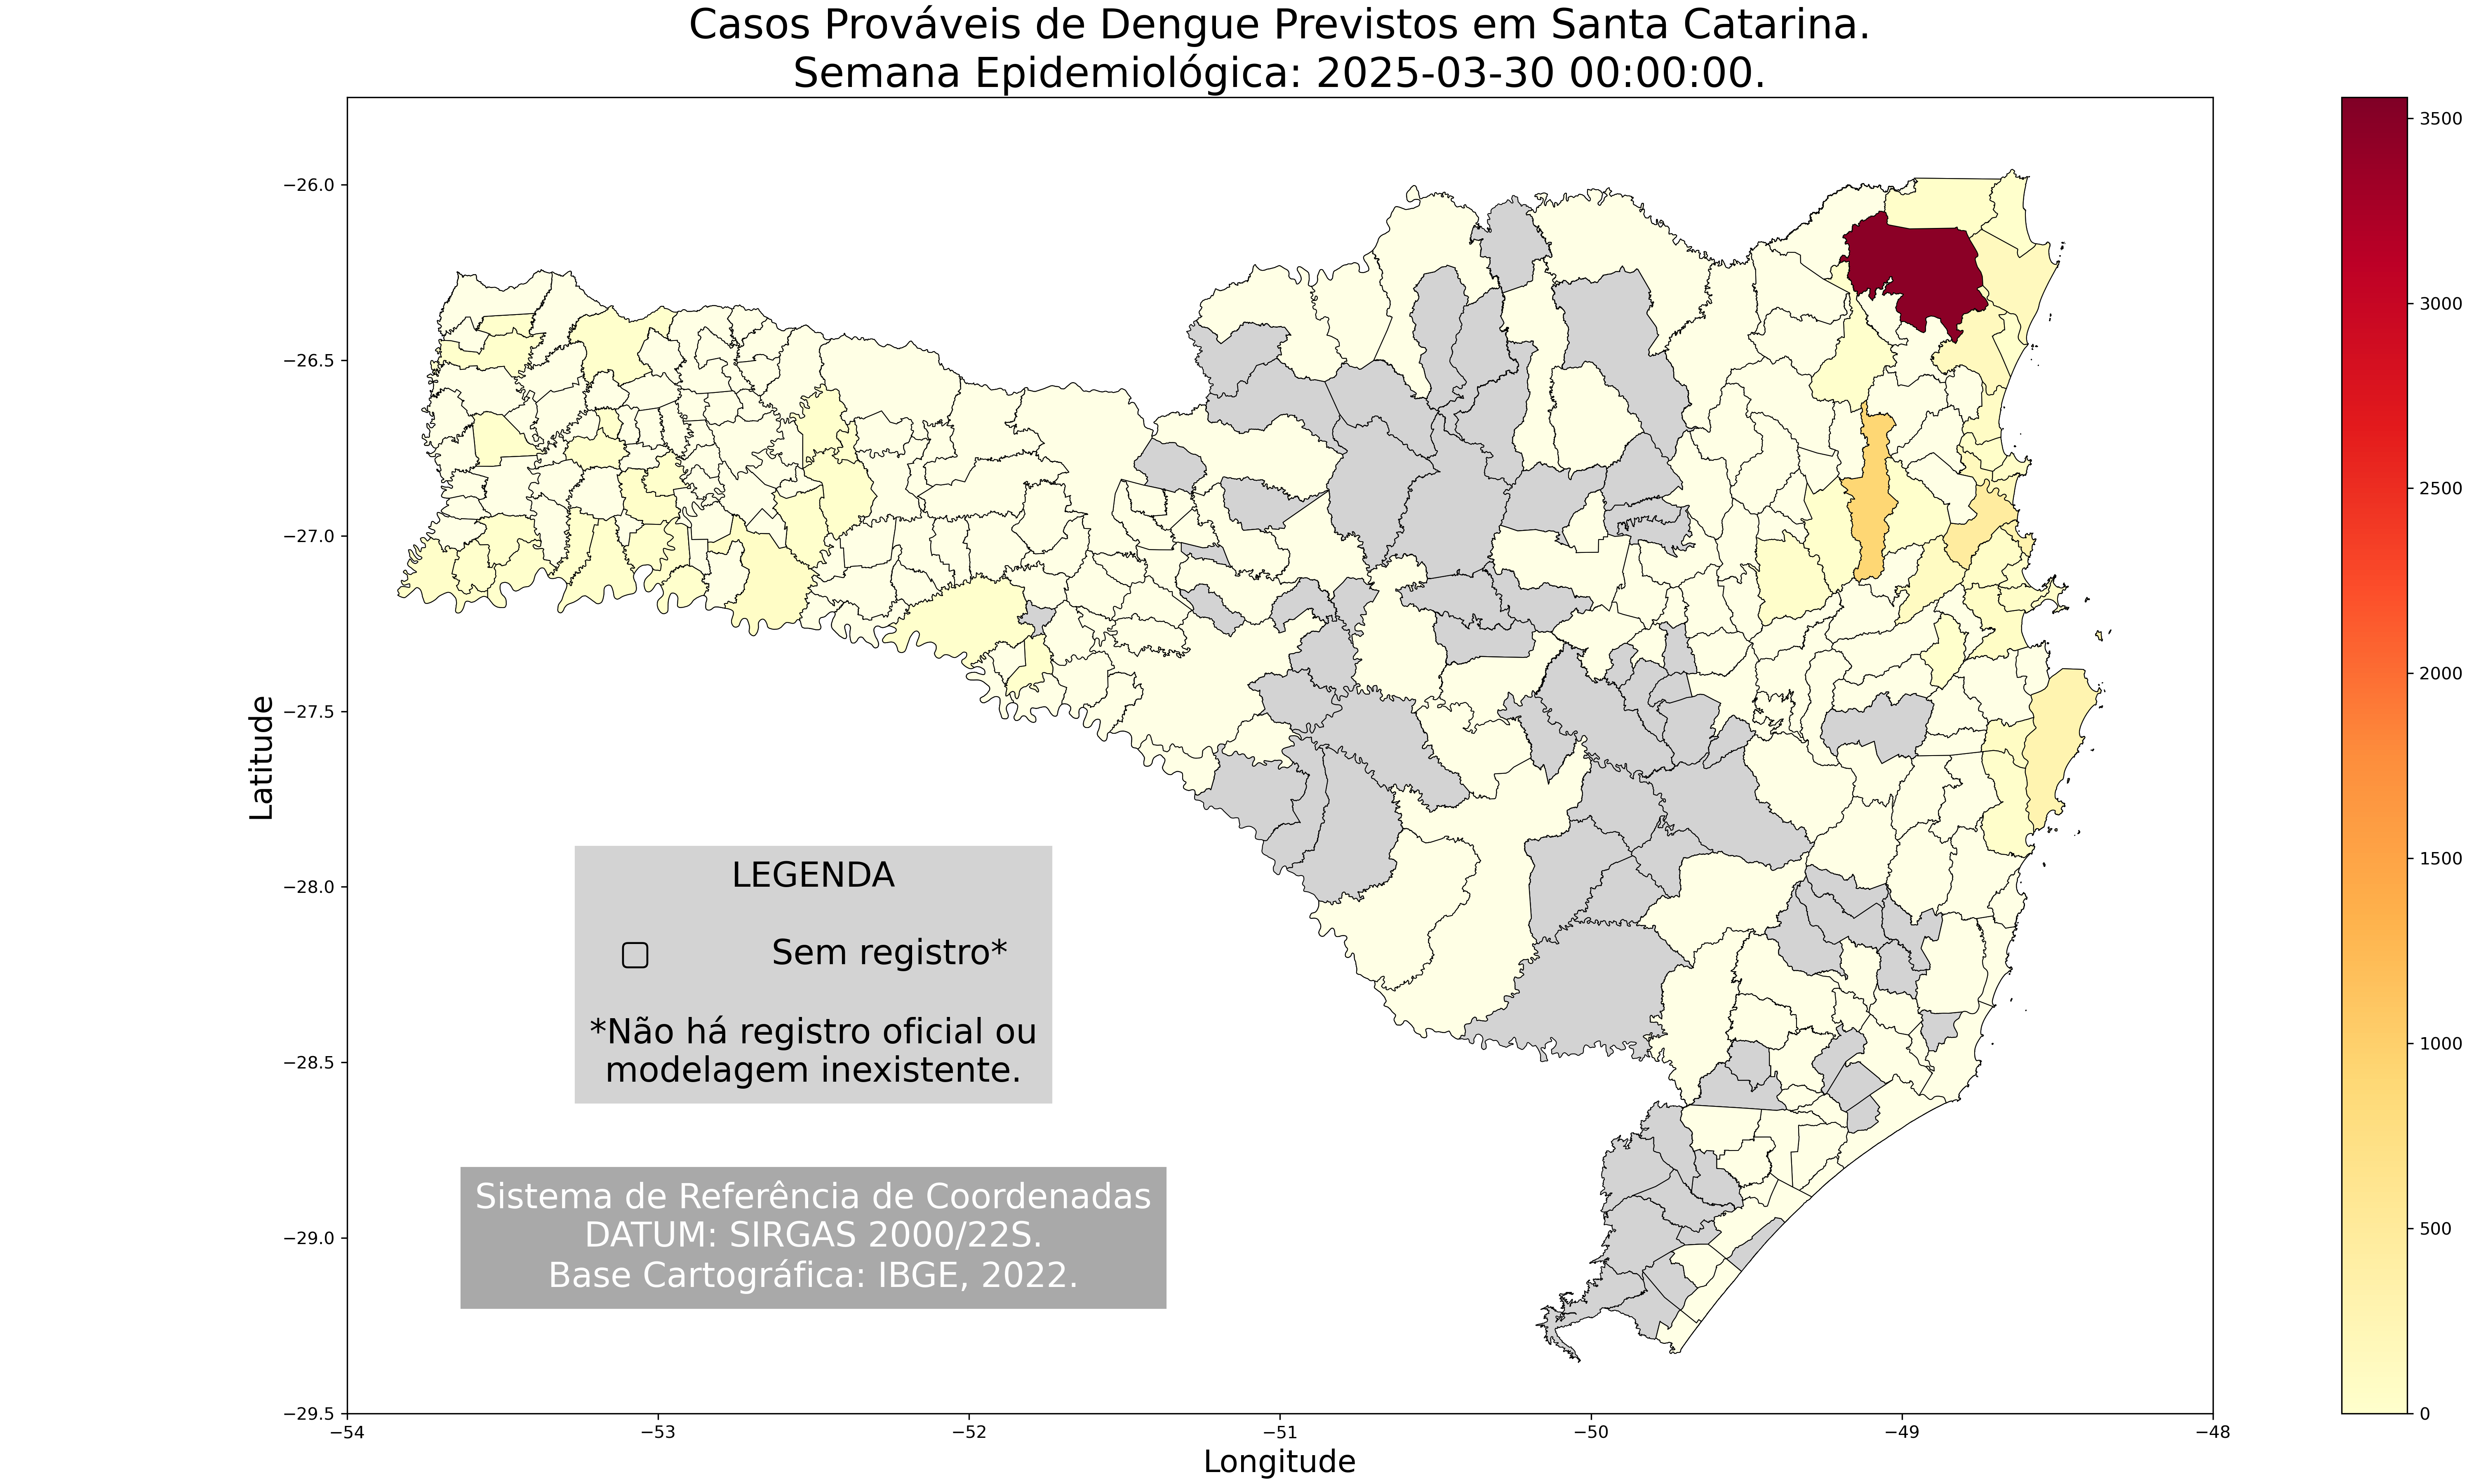 Casos Prováveis de Dengue Previstos em Santa Catarina.
Semana Epidemiológica: 2025-03-30 00:00:00.
3500
3000
2500
2000
1500
1000
500
0
−26.0
−26.5
−27.0
−27.5
−28.0
−28.5
−29.0
−29.5
Latitude
LEGENDA
Sem registro*
*Não há registro oficial ou
modelagem inexistente.
Sistema de Referência de Coordenadas
DATUM: SIRGAS 2000/22S.
Base Cartográfica: IBGE, 2022.
−54
−53
−52
−51
−50
−49
−48
Longitude